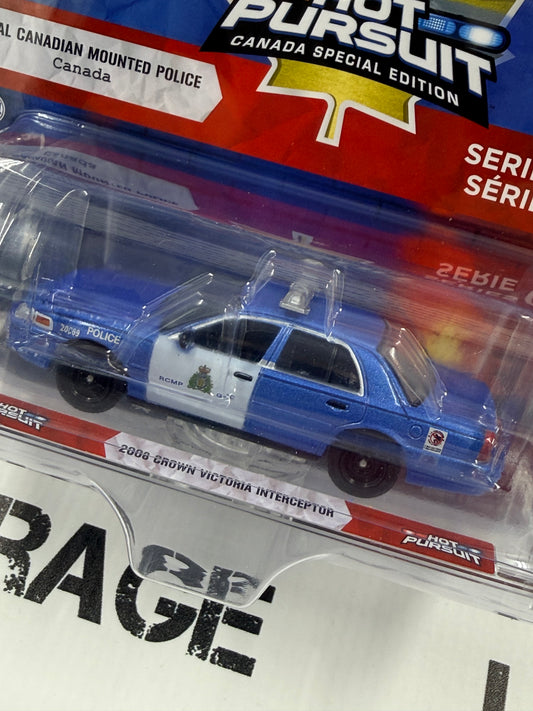 HOT
PURSUIT
CANADA SPECIAL EDITION
AL CANADIAN MOUNTED POLICE
Canada
SERI
SÉRI
20C69
POLICE
RCMP
2008 CROWN VICTORIA INTERCEPTOR
HOT
PURSUIT
HOT
PURSUIT
RAGE